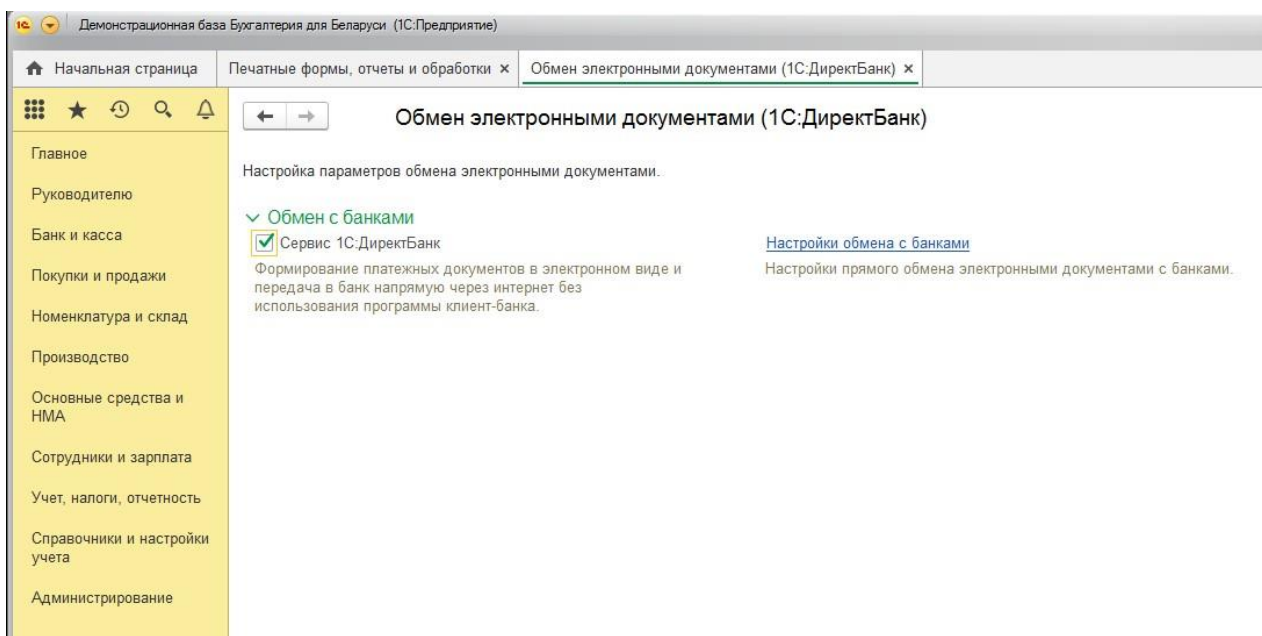 1С Демонстрационная база Бухгалтерия для Беларуси (1С:Предприятие)
Начальная страница Печатные формы, отчеты и обработки × Обмен электронными документами (1С:ДиректБанк) ×
Обмен электронными документами (1С:ДиректБанк)
Главное
Руководителю
Банк и касса
Покупки и продажи
Номенклатура и склад
Производство
Основные средства и
НМА
Сотрудники и зарплата
Учет, налоги, отчетность
Справочники и настройки
учета
Администрирование
Настройка параметров обмена электронными документами.
Обмен с банками
Сервис 1С:ДиректБанк
Формирование платежных документов в электронном виде и
передача в банк напрямую через интернет без
использования программы клиент-банка.
Настройки обмена с банками
Настройки прямого обмена электронными документами с банками.